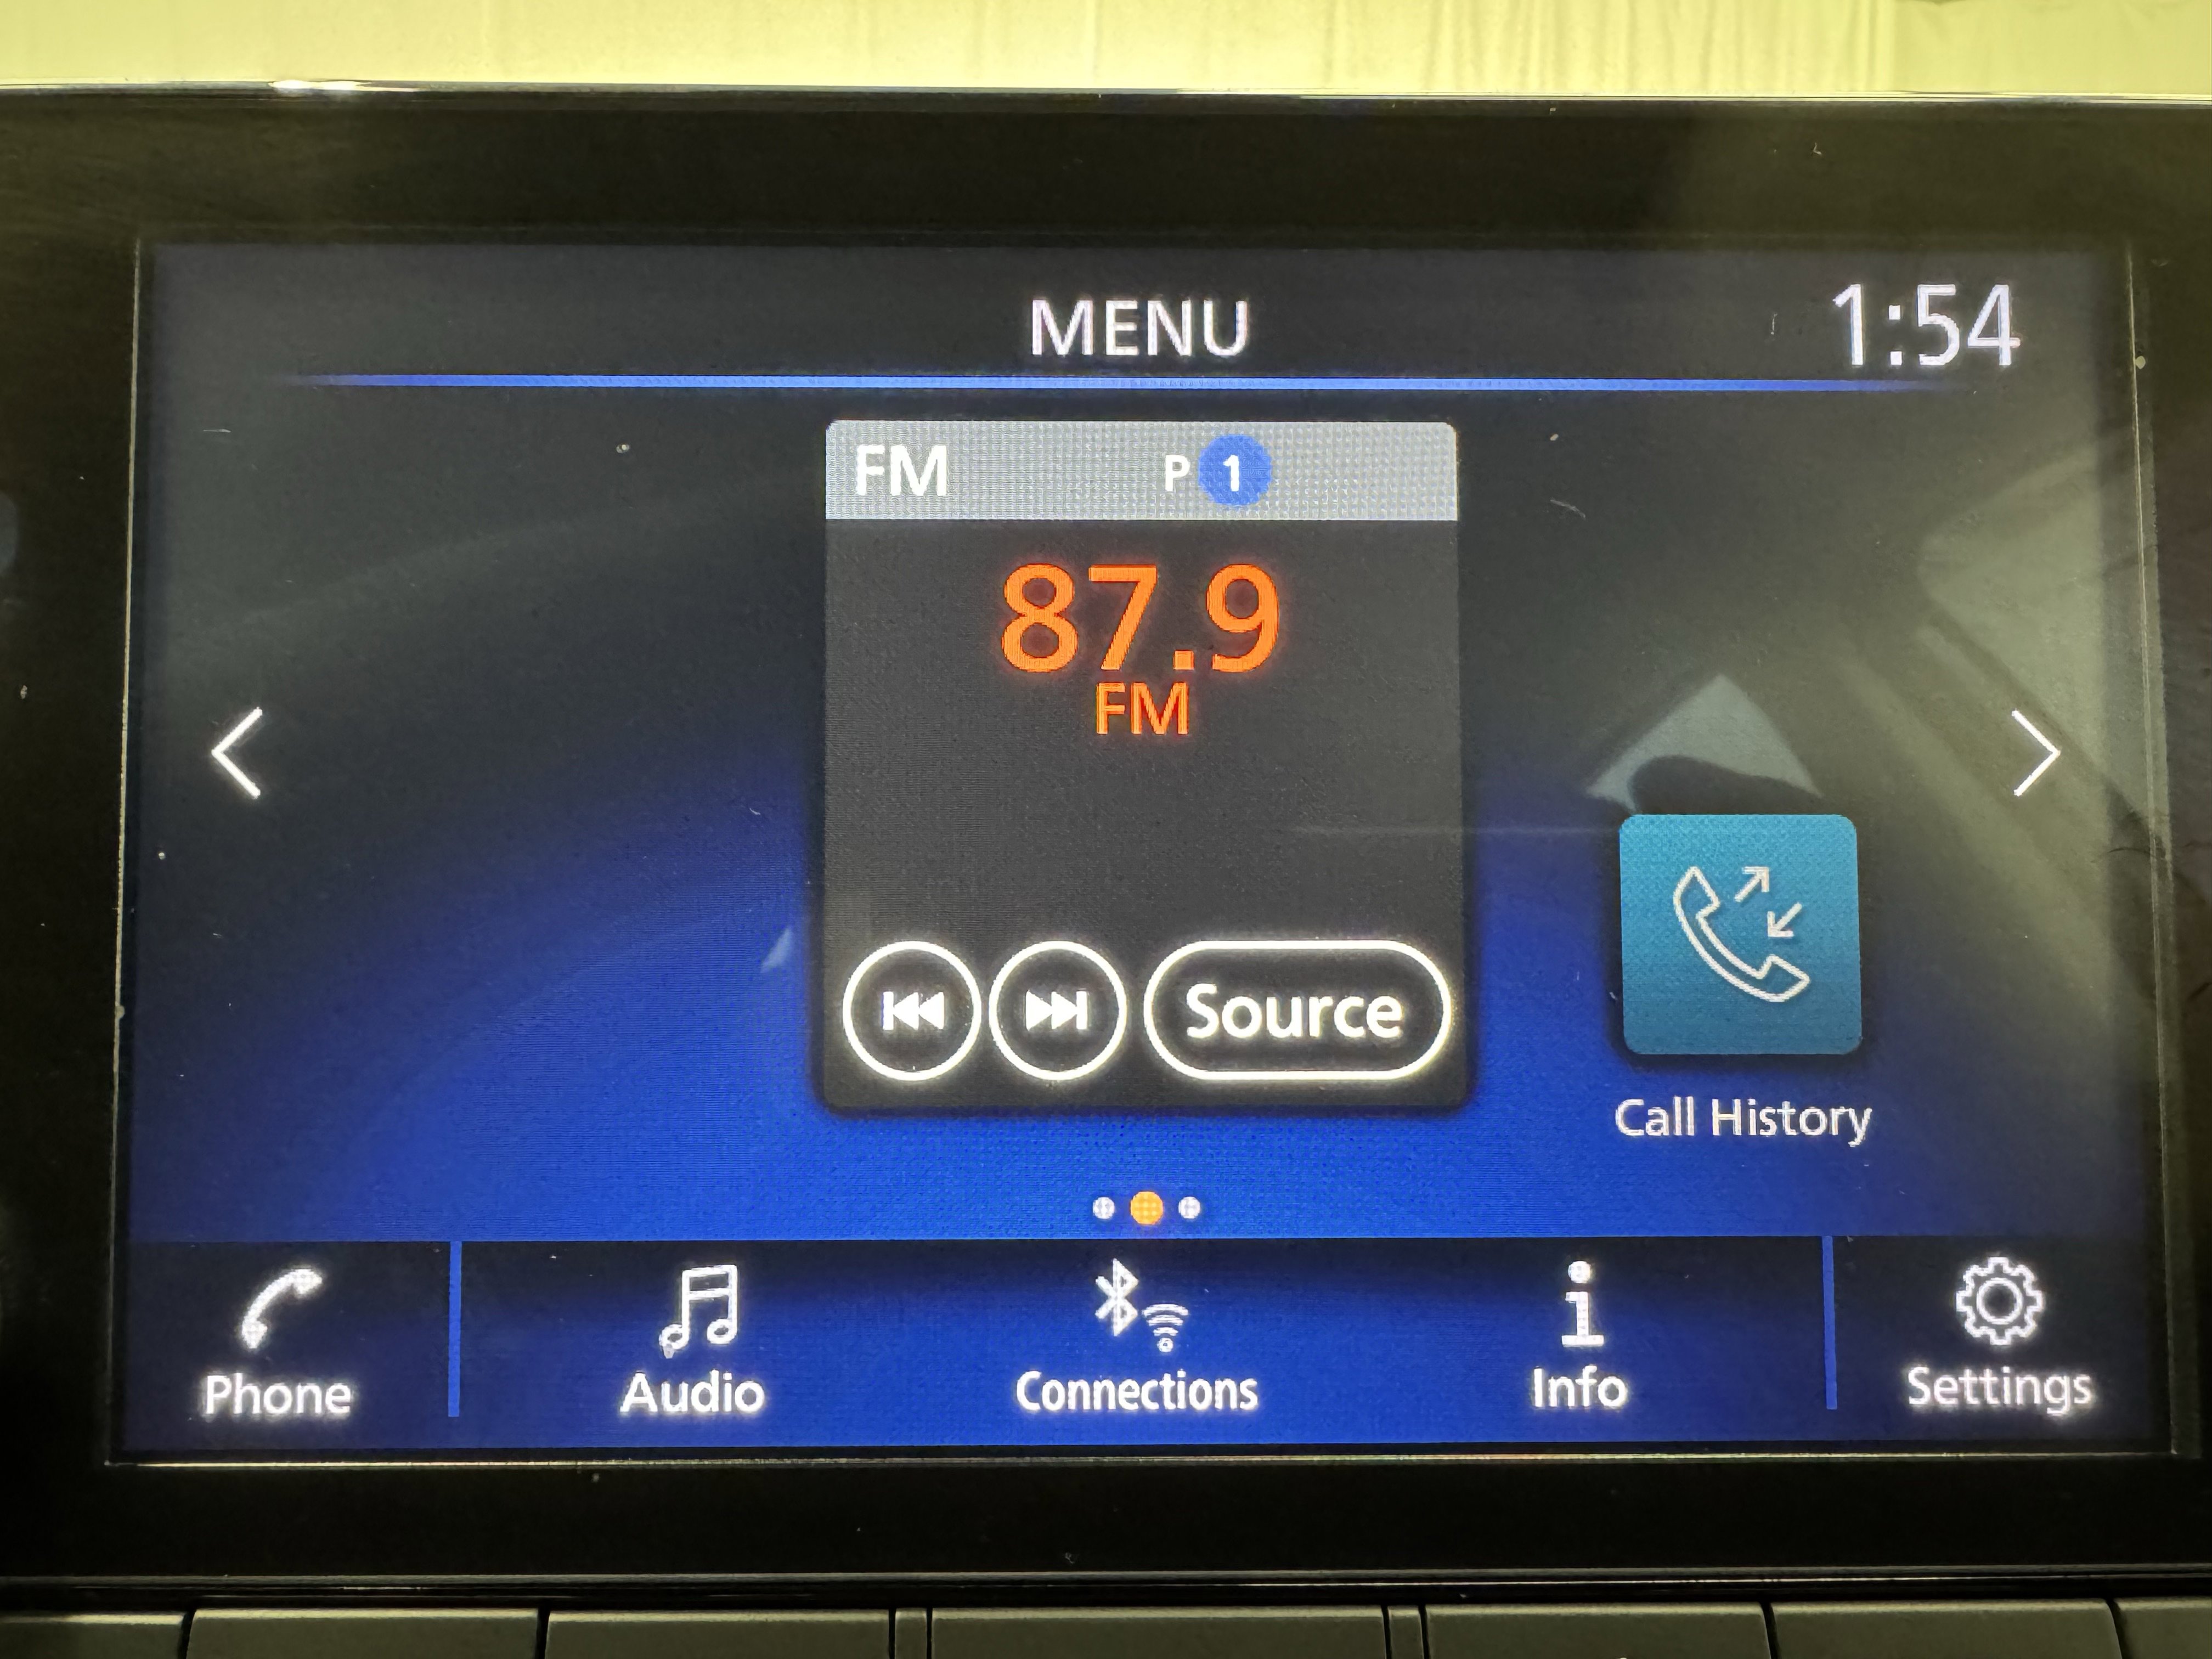 MENU
1:54
FM P 1
87.9
FM
Source
Call History
Phone
Audio
Connections
Info
Settings